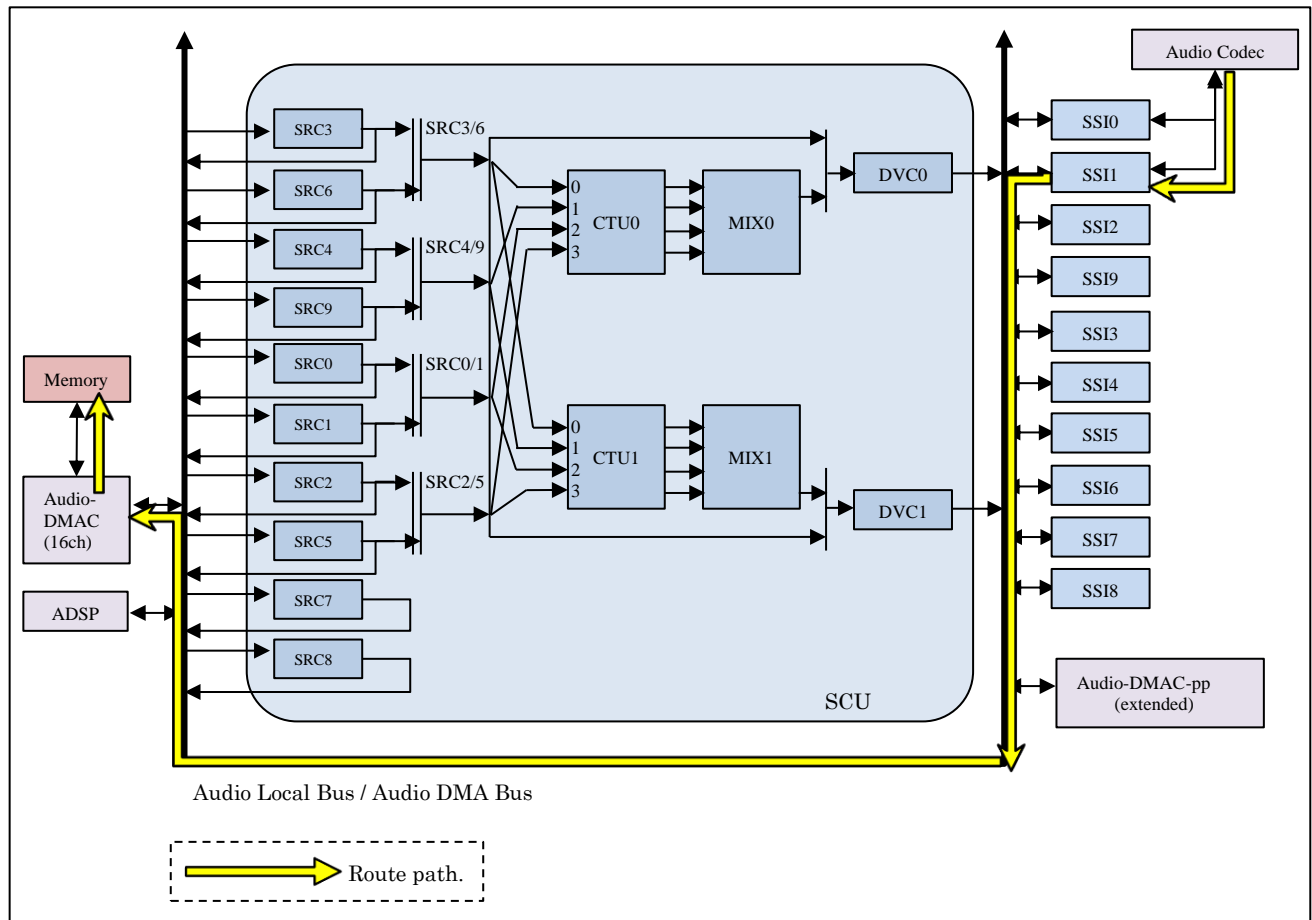 Audio Codec
SRC3
SRC3/6
SSI0
SRC6
DVC0
SSI1
0
1
2
3
CTU0
MIX0
SSI2
SRC4
SRC4/9
SSI9
SRC9
SSI3
SRC0
SRC0/1
Memory
SSI4
SRC1
0
1
2
3
CTU1
MIX1
SSI5
SRC2
SRC2/5
SSI6
Audio-
DMAC
(16ch)
DVC1
SRC5
SSI7
SRC7
SSI8
ADSP
SRC8
Audio-DMAC-pp
(extended)
SCU
Audio Local Bus / Audio DMA Bus
Route path.